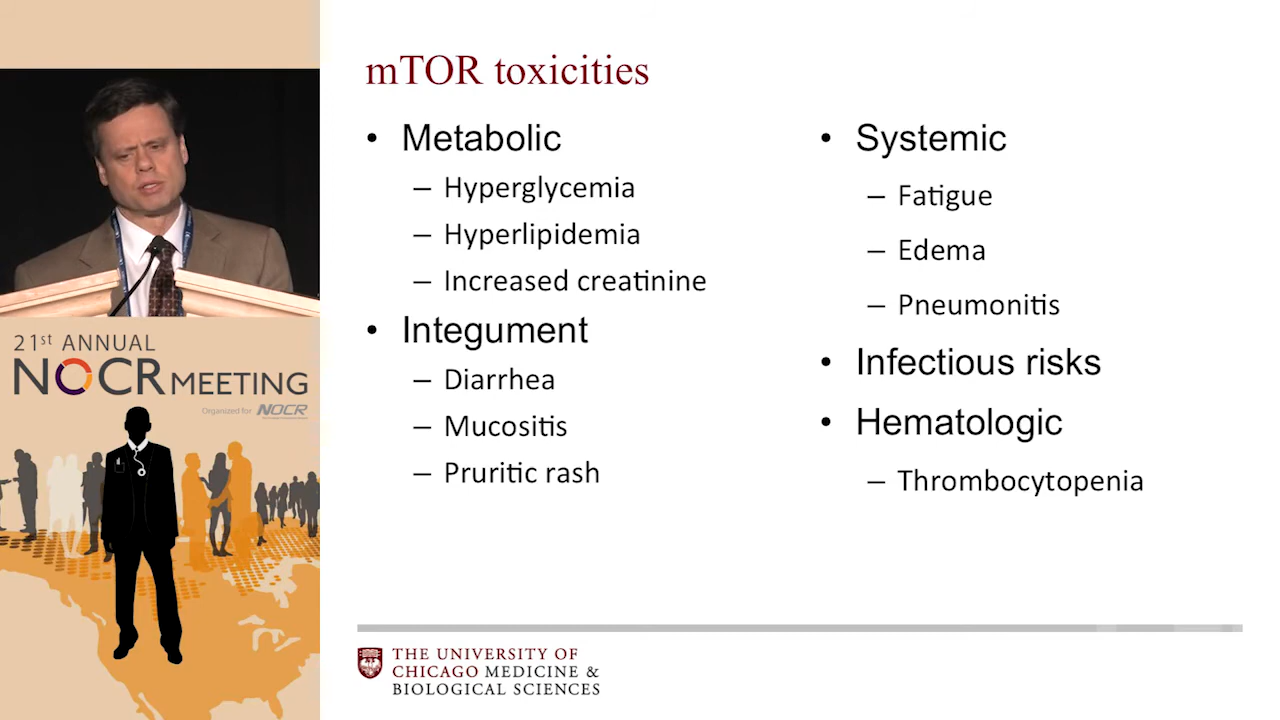 mTOR toxicities
• Metabolic
– Hyperglycemia
– Hyperlipidemia
– Increased creatinine
• Integument
– Diarrhea
– Mucositis
– Pruritic rash
• Systemic
– Fatigue
– Edema
– Pneumonitis
• Infectious risks
• Hematologic
– Thrombocytopenia
21st ANNUAL
NOCR MEETING
Organized for NOCR
THE UNIVERSITY OF
CHICAGO MEDICINE &
BIOLOGICAL SCIENCES